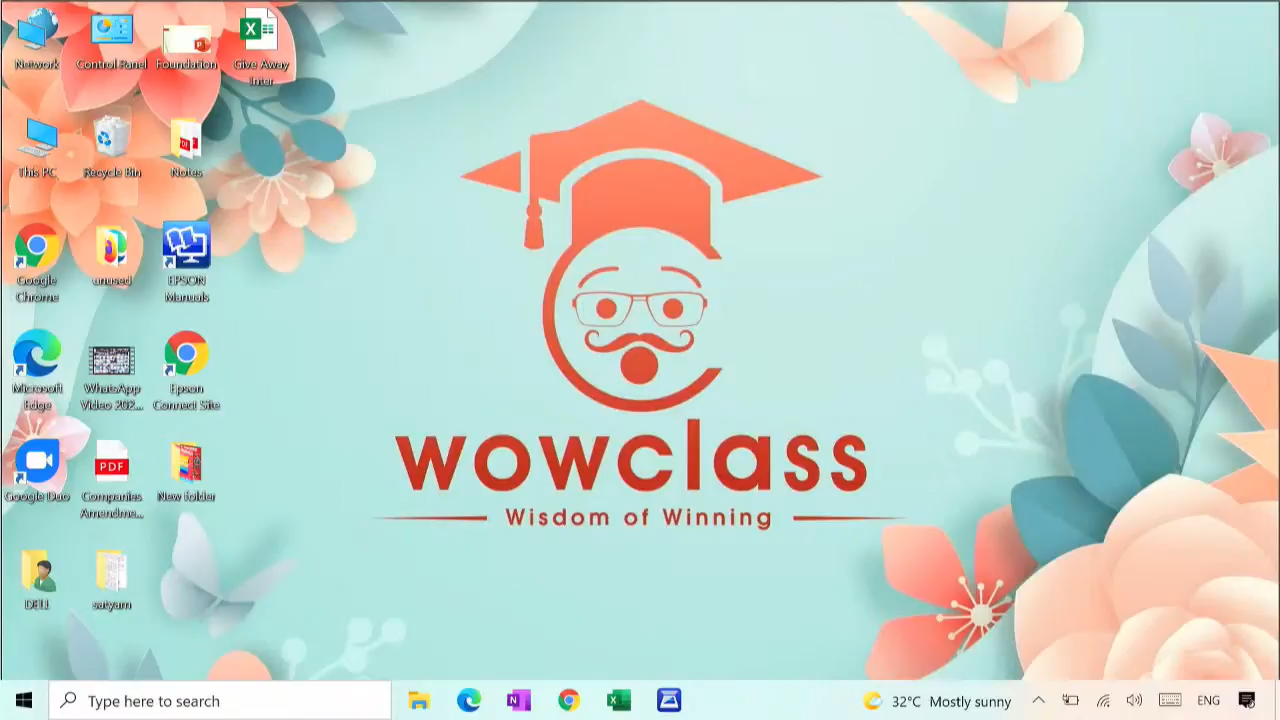 Network
Control Panel
Foundation
Give Away
Inter
This PC
Recycle Bin
Notes
Google
Chrome
unused
EPSON
Manuals
Microsoft
Edge
WhatsApp
Video 202...
Epson
Connect Site
Google Duo
PDF
Companies
Amendme...
New folder
DELL
satyam
wowclass
Wisdom of Winning
Type here to search
32°C Mostly sunny
ENG